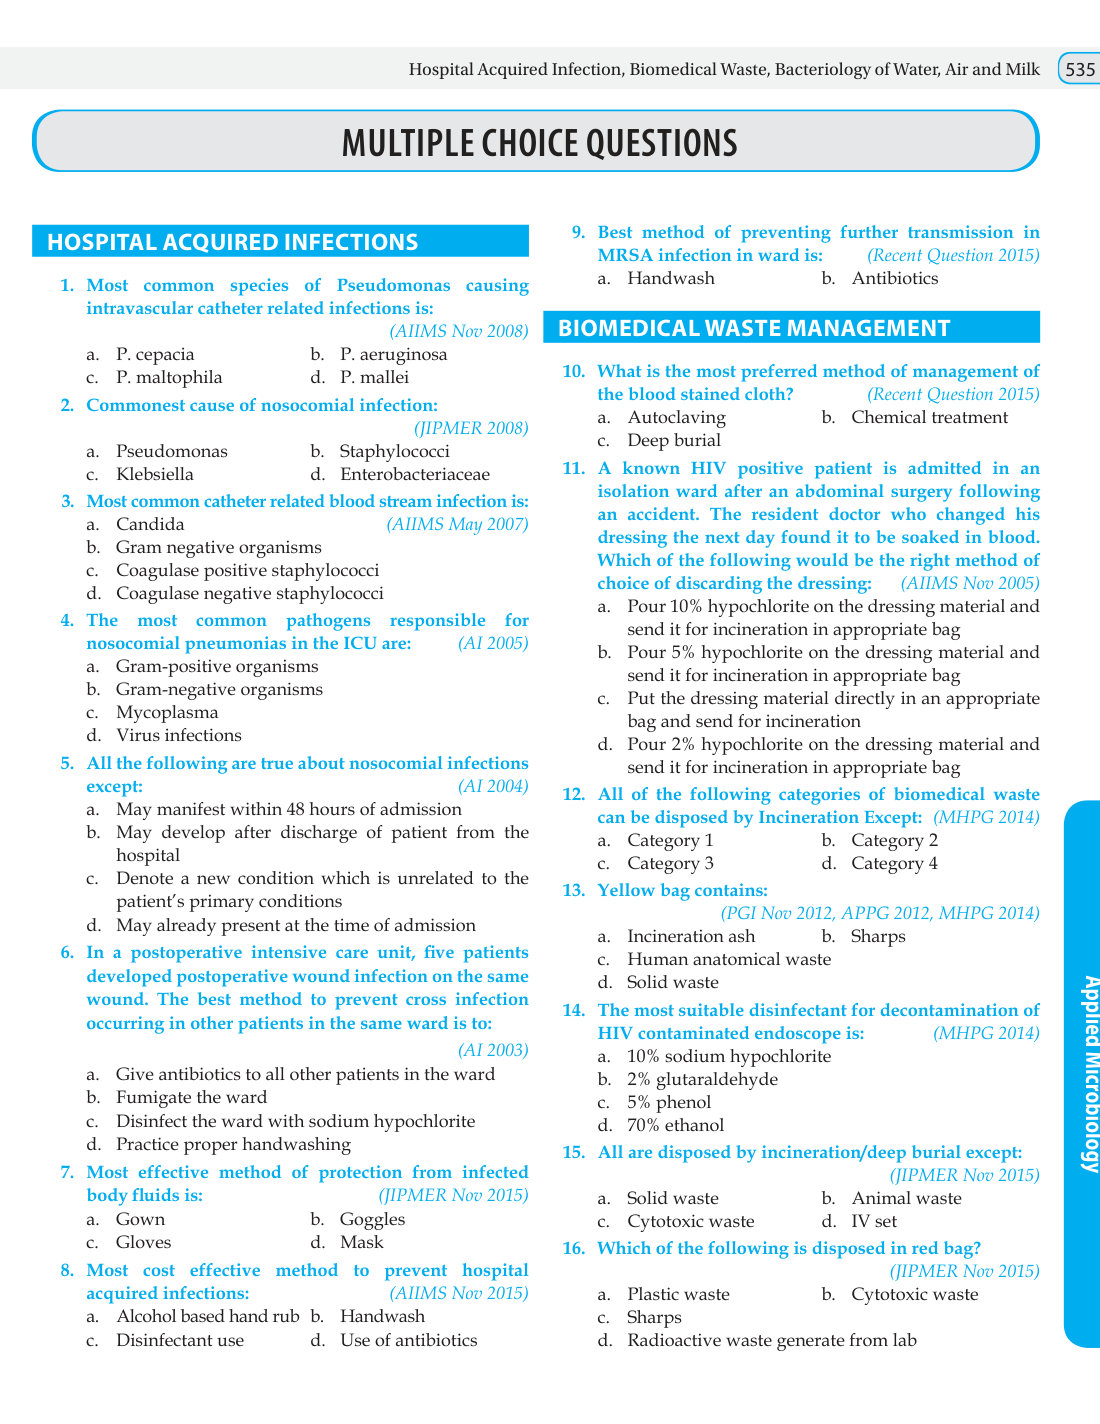 Hospital Acquired Infection, Biomedical Waste, Bacteriology of Water, Air and Milk 535
MULTIPLE CHOICE QUESTIONS
HOSPITAL ACQUIRED INFECTIONS
1. Most common species of Pseudomonas causing
intravascular catheter related infections is:
(AIIMS Nov 2008)
a. P. cepacia b. P. aeruginosa
c. P. maltophila d. P. mallei
2. Commonest cause of nosocomial infection:
(JIPMER 2008)
a. Pseudomonas b. Staphylococci
c. Klebsiella d. Enterobacteriaceae
3. Most common catheter related blood stream infection is:
a. Candida (AIIMS May 2007)
b. Gram negative organisms
c. Coagulase positive staphylococci
d. Coagulase negative staphylococci
4. The most common pathogens responsible for
nosocomial pneumonias in the ICU are: (AI 2005)
a. Gram-positive organisms
b. Gram-negative organisms
c. Mycoplasma
d. Virus infections
5. All the following are true about nosocomial infections
except: (AI 2004)
a. May manifest within 48 hours of admission
b. May develop after discharge of patient from the
hospital
c. Denote a new condition which is unrelated to the
patient's primary conditions
d. May already present at the time of admission
6. In a postoperative intensive care unit, five patients
developed postoperative wound infection on the same
wound. The best method to prevent cross infection
occurring in other patients in the same ward is to:
(AI 2003)
a. Give antibiotics to all other patients in the ward
b. Fumigate the ward
c. Disinfect the ward with sodium hypochlorite
d. Practice proper handwashing
7. Most effective method of protection from infected
body fluids is: (JIPMER Nov 2015)
a. Gown b. Goggles
c. Gloves d. Mask
8. Most cost effective method to prevent hospital
acquired infections: (AIIMS Nov 2015)
a. Alcohol based hand rub b. Handwash
c. Disinfectant use d. Use of antibiotics
9. Best method of preventing further transmission in
MRSA infection in ward is: (Recent Question 2015)
a. Handwash b. Antibiotics
BIOMEDICAL WASTE MANAGEMENT
10. What is the most preferred method of management of
the blood stained cloth? (Recent Question 2015)
a. Autoclaving b. Chemical treatment
c. Deep burial
11. A known HIV positive patient is admitted in an
isolation ward after an abdominal surgery following
an accident. The resident doctor who changed his
dressing the next day found it to be soaked in blood.
Which of the following would be the right method of
choice of discarding the dressing: (AIIMS Nov 2005)
a. Pour 10% hypochlorite on the dressing material and
send it for incineration in appropriate bag
b. Pour 5% hypochlorite on the dressing material and
send it for incineration in appropriate bag
c. Put the dressing material directly in an appropriate
bag and send for incineration
d. Pour 2% hypochlorite on the dressing material and
send it for incineration in appropriate bag
12. All of the following categories of biomedical waste
can be disposed by Incineration Except: (MHPG 2014)
a. Category 1 b. Category 2
c. Category 3 d. Category 4
13. Yellow bag contains:
(PGI Nov 2012, APPG 2012, MHPG 2014)
a. Incineration ash b. Sharps
c. Human anatomical waste
d. Solid waste
14. The most suitable disinfectant for decontamination of
HIV contaminated endoscope is: (MHPG 2014)
a. 10% sodium hypochlorite
b. 2% glutaraldehyde
c. 5% phenol
d. 70% ethanol
15. All are disposed by incineration/deep burial except:
(JIPMER Nov 2015)
a. Solid waste b. Animal waste
c. Cytotoxic waste d. IV set
16. Which of the following is disposed in red bag?
(JIPMER Nov 2015)
a. Plastic waste b. Cytotoxic waste
c. Sharps
d. Radioactive waste generate from lab
Applied Microbiology